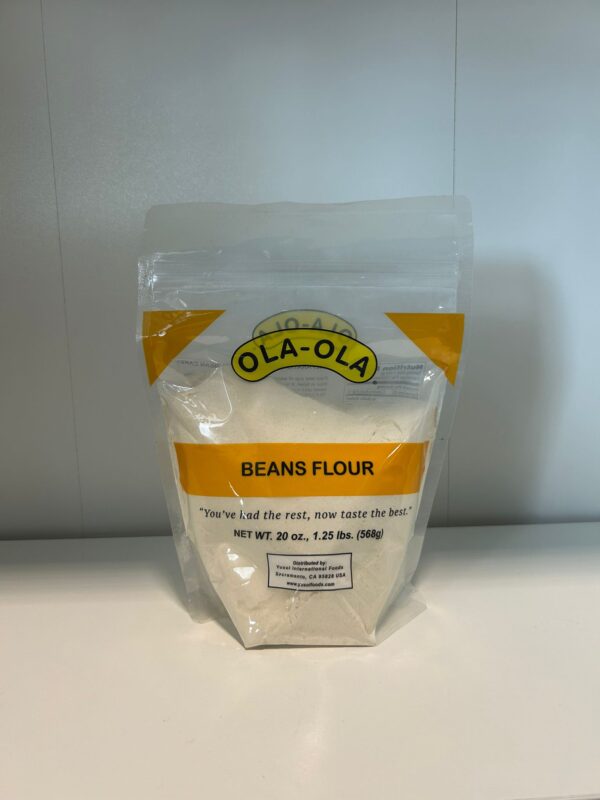 OLA-OLA
BEANS FLOUR
"You've had the rest, now taste the best."
NET WT. 20 oz., 1.25 lbs. (568g)
Distributed by:
International Foods
Sacramento, CA 95828 USA